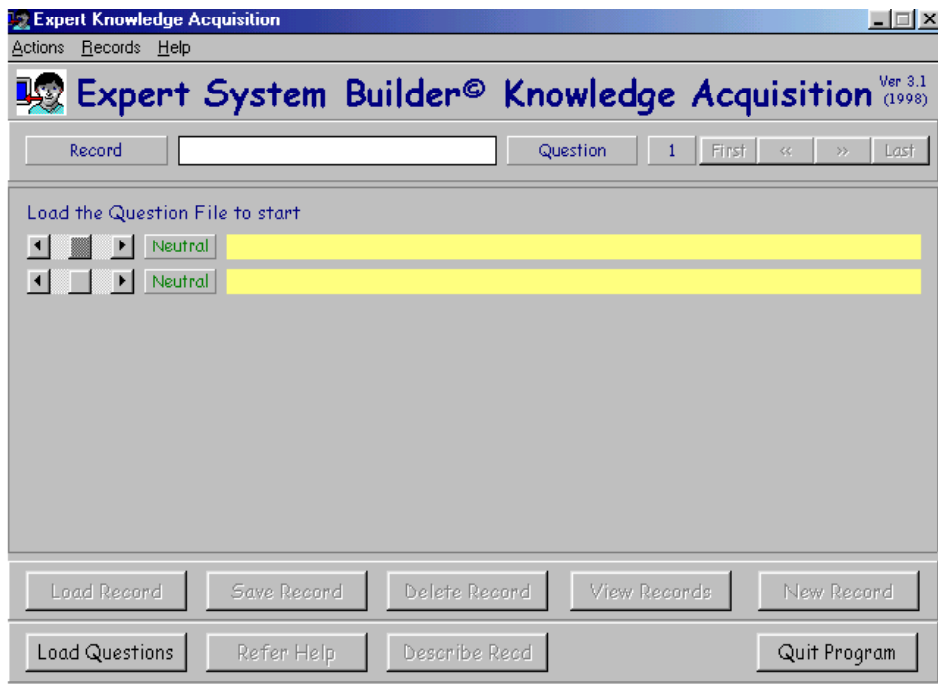 Expert Knowledge Acquisition
Actions Records Help
Expert System Builder© Knowledge Acquisition Ver 3.1 (1998)
Record Question 1 First << >> Last
Load the Question File to start
Neutral
Neutral
Load Record Save Record Delete Record View Records New Record
Load Questions Refer Help Describe Recd Quit Program